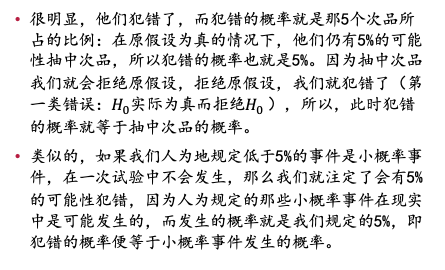 • 很明显，他们犯错了，而犯错的概率就是那5个次品所
占的比例：在原假设为真的情况下，他们仍有5%的可能
性抽中次品，所以犯错的概率也就是5%。因为抽中次品
我们就会拒绝原假设，拒绝原假设，我们就犯错了（第
一类错误：H₀实际为真而拒绝H₀ ），所以，此时犯错
的概率就等于抽中次品的概率。
• 类似的，如果我们人为地规定低于5%的事件是小概率事
件，在一次试验中不会发生，那么我们就注定了会有5%
的可能性犯错，因为人为规定的那些小概率事件在现实
中是可能发生的，而发生的概率就是我们规定的5%，即
犯错的概率便等于小概率事件发生的概率。